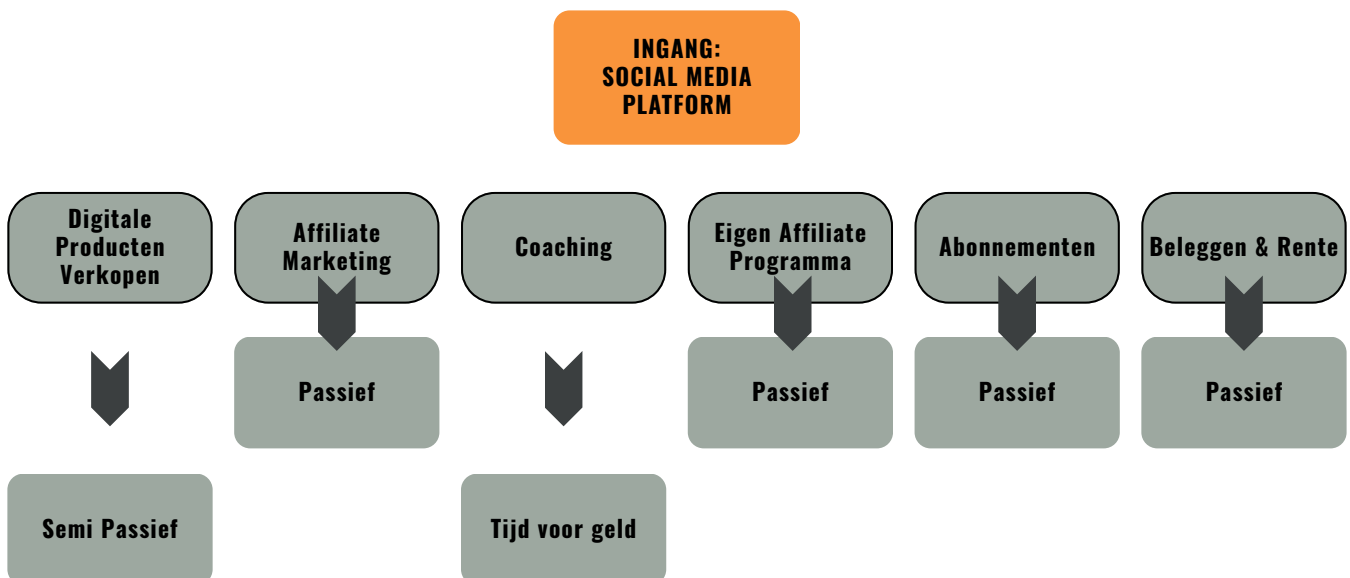 INGANG:
SOCIAL MEDIA
PLATFORM
Digitale
Producten
Verkopen
Affiliate
Marketing
Coaching
Eigen Affiliate
Programma
Abonnementen
Beleggen & Rente
Passief
Passief
Passief
Passief
Semi Passief
Tijd voor geld